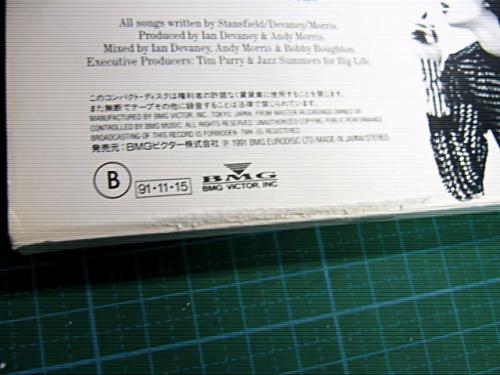 All songs written by Stansfield/Devaney/Morris.
Produced by Ian Devaney & Andy Morris.
Mixed by Ian Devaney, Andy Morris & Bobby Boughton.
Executive Producers: Tim Parry & Jazz Summers for Big Life.
このコンパクト・ディスクは権利者の許諾なく賃貸業に使用することを禁じます。
また無断でテープその他に録音することは法律で禁じられています。
MANUFACTURED BY BMG VICTOR, INC. TOKYO, JAPAN. FROM MASTER RECORDINGS OWNED OR
CONTROLLED BY BMG MUSIC. ALL RIGHTS RESERVED. UNAUTHORIZED COPYING, PUBLIC PERFORMANCE
BROADCASTING OF THIS RECORD IS FORBIDDEN. TMK (S) REGISTERED.
発売元:BMGビクター株式会社 Ⓟ 1991 BMG EURODISC LTD/MADE IN JAPAN/STEREO.
B
91・11・15
BMG
BMG VICTOR, INC